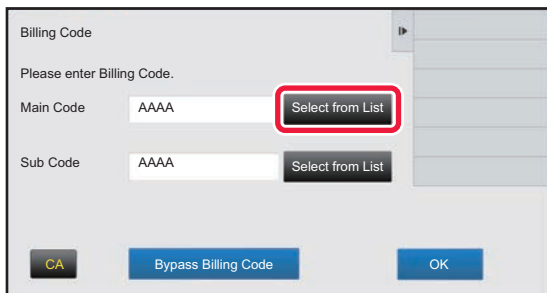 Billing Code
Please enter Billing Code.
Main Code AAAA Select from List
Sub Code AAAA Select from List
CA Bypass Billing Code OK